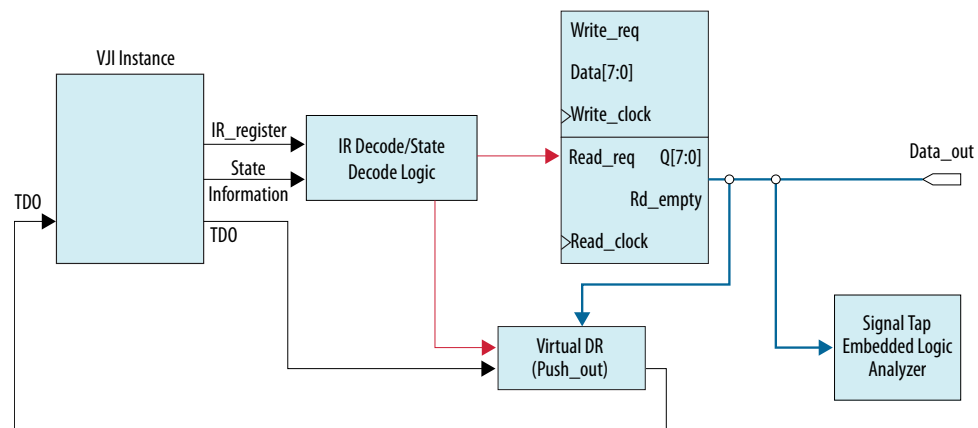 Write_req
Data[7:0]
Write_clock
VJI Instance
IR_register
State
Information
TDO
TDO
IR Decode/State
Decode Logic
Read_req Q[7:0]
Rd_empty
Read_clock
Data_out
Virtual DR
(Push_out)
Signal Tap
Embedded Logic
Analyzer